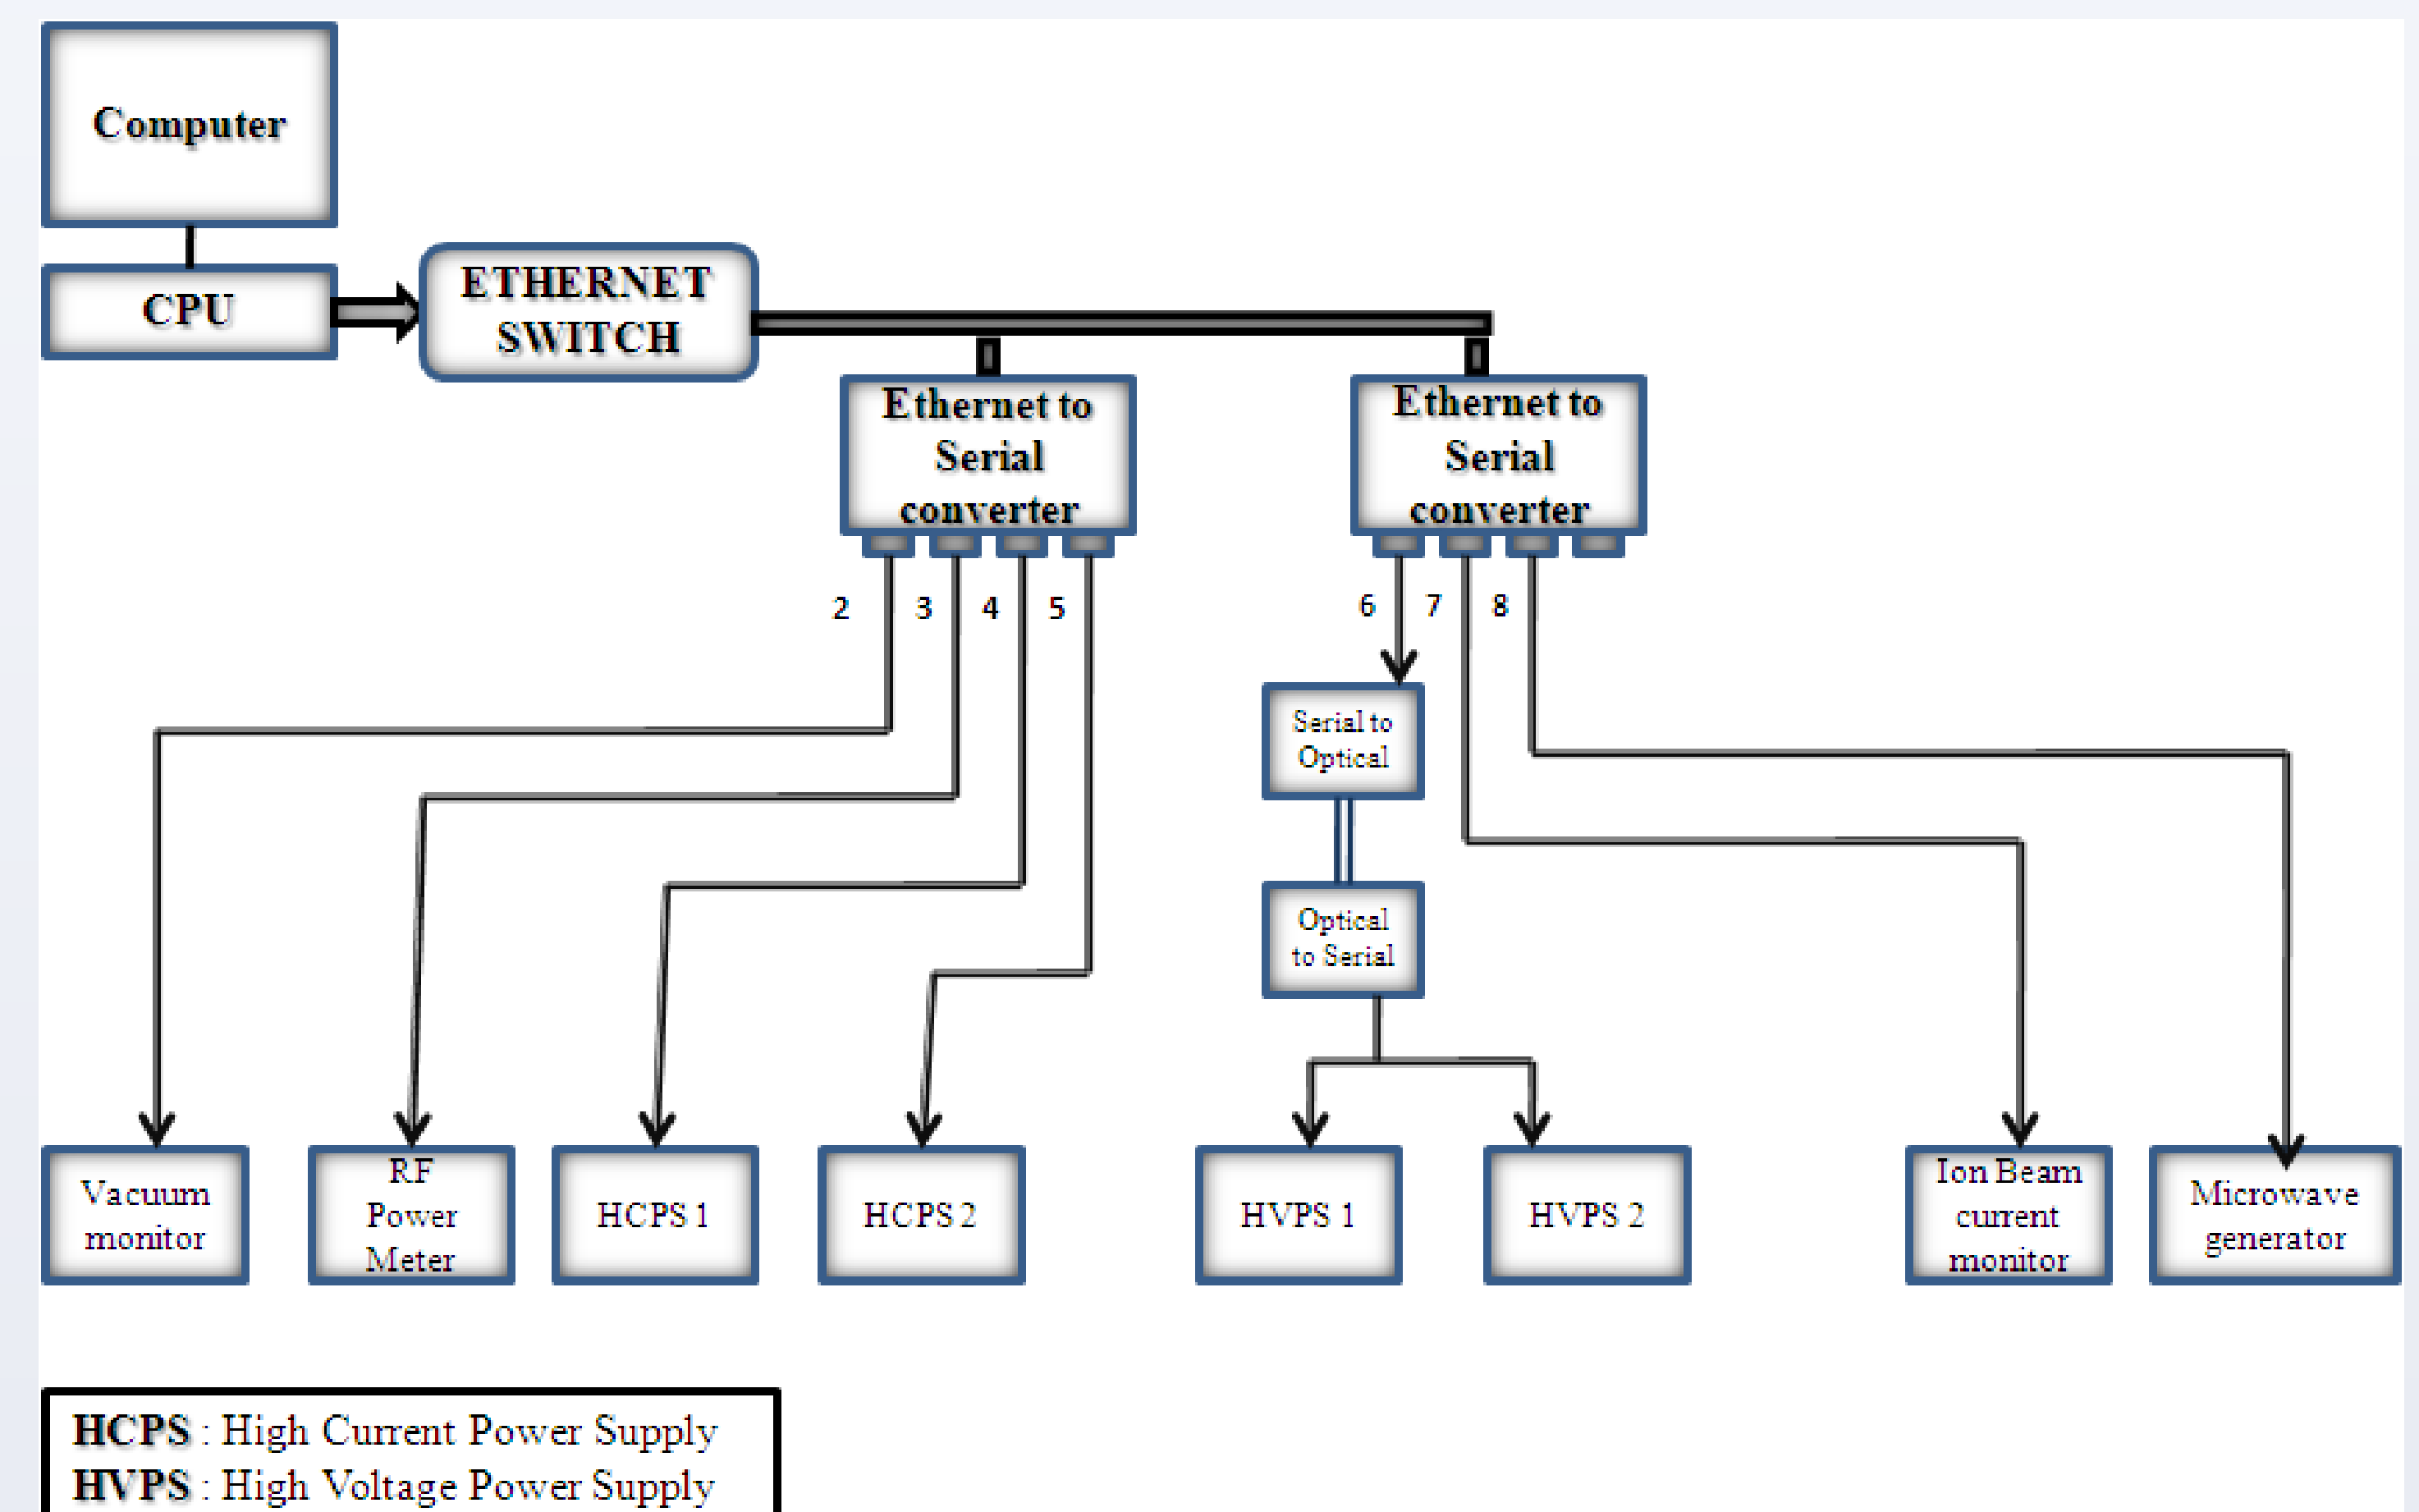 Computer
CPU
ETHERNET
SWITCH
Ethernet to
Serial
converter
Ethernet to
Serial
converter
2 3 4 5
6 7 8
Serial to
Optical
Optical
to Serial
Vacuum
monitor
RF
Power
Meter
HCPS 1
HCPS 2
HVPS 1
HVPS 2
Ion Beam
current
monitor
Microwave
generator
HCPS : High Current Power Supply
HVPS : High Voltage Power Supply